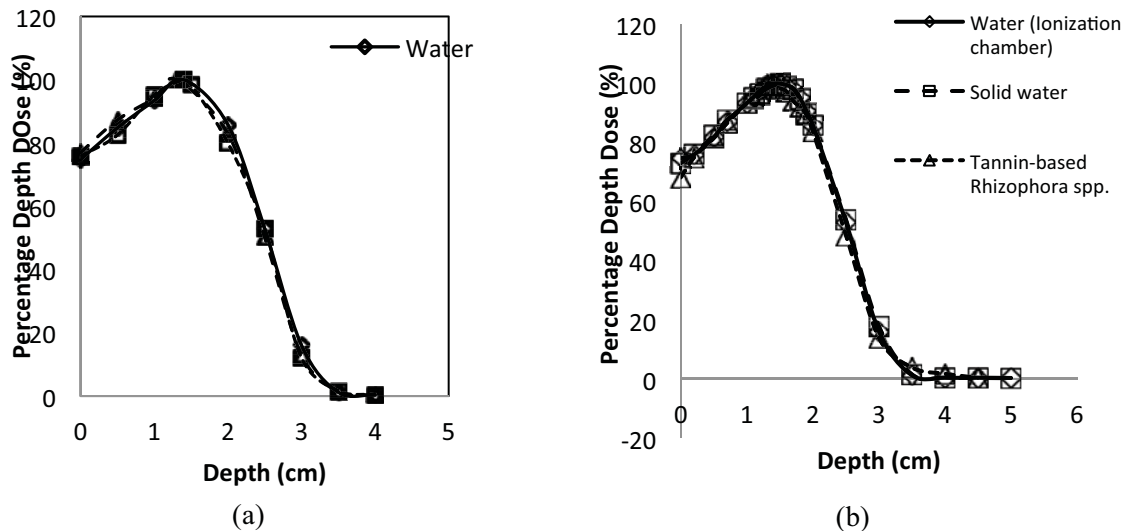 120
100
80
60
40
20
0
Percentage Depth DOse (%)
Water
0 1 2 3 4 5
Depth (cm)
(a)
120
100
80
60
40
20
0
-20
Percentage Depth Dose (%)
Water (Ionization
chamber)
Solid water
Tannin-based
Rhizophora spp.
0 1 2 3 4 5 6
Depth (cm)
(b)